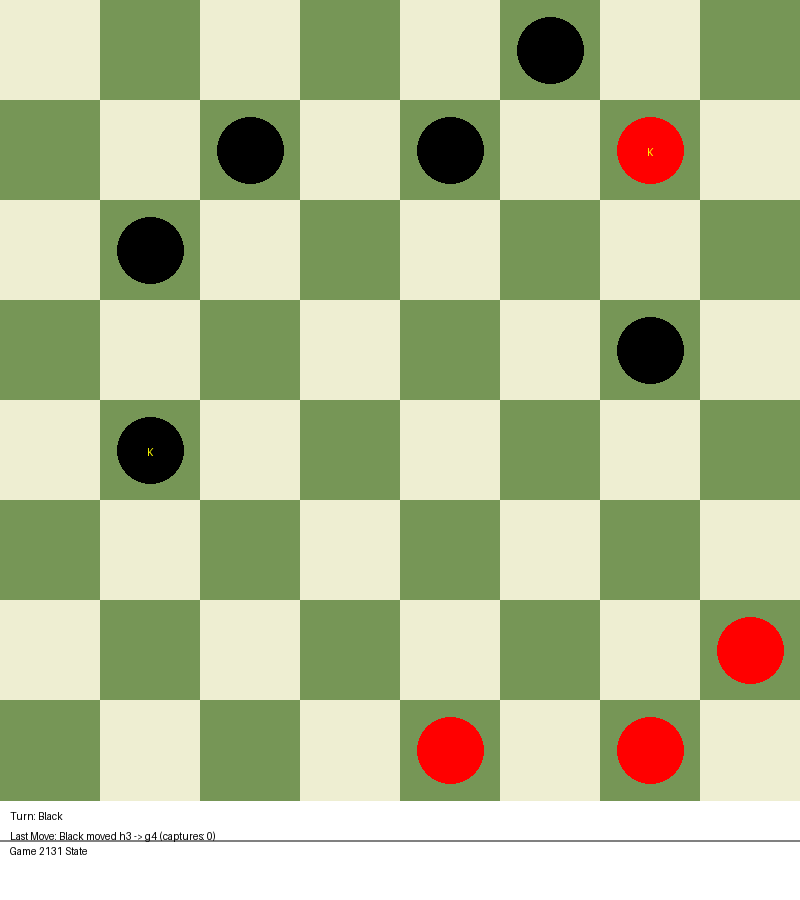 K
K
Turn: Black
Last Move: Black moved h3 -> g4 (captures: 0)
Game 2131 State